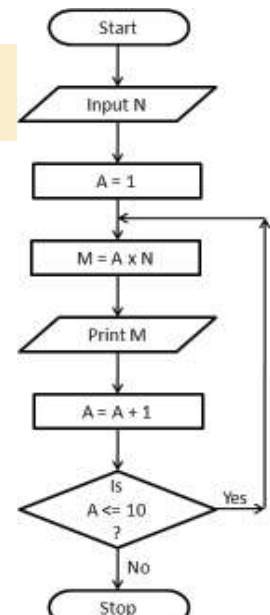 Start
Input N
A = 1
M = A x N
Print M
A = A + 1
Is
A <= 10
?
Yes
No
Stop